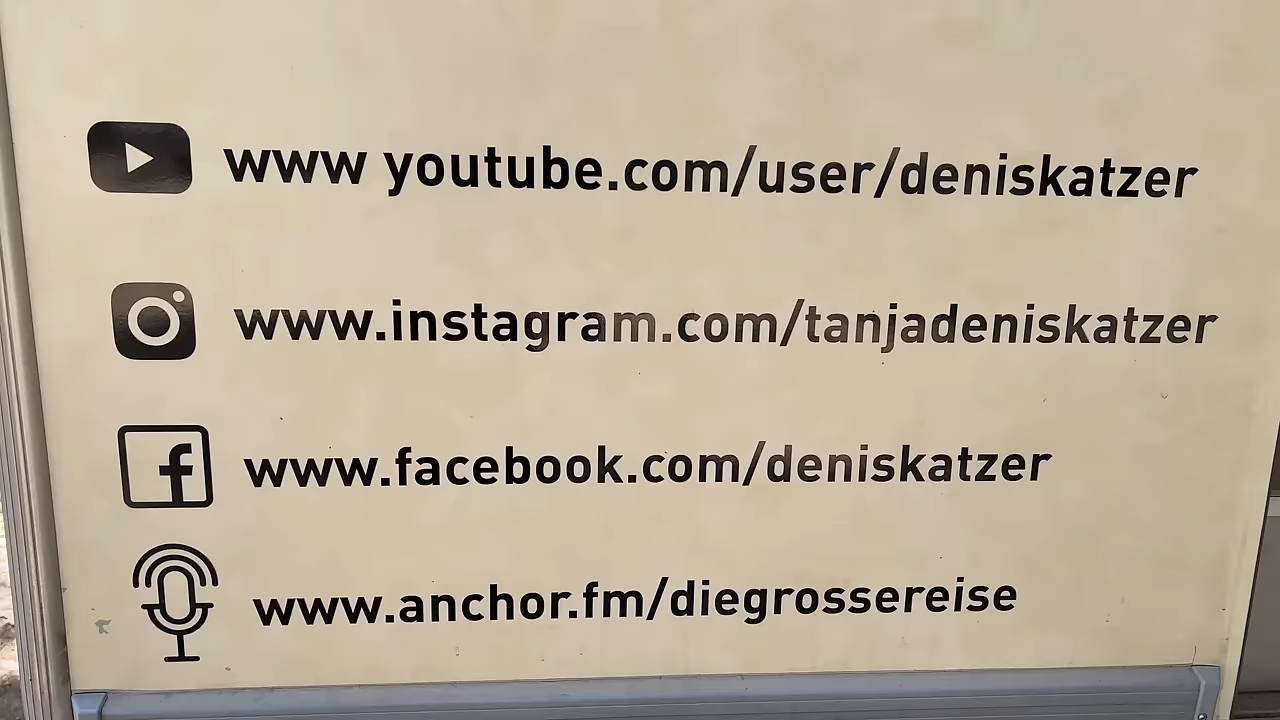 www youtube.com/user/deniskatzer
www.instagram.com/tanjadeniskatzer
www.facebook.com/deniskatzer
www.anchor.fm/diegrossereise